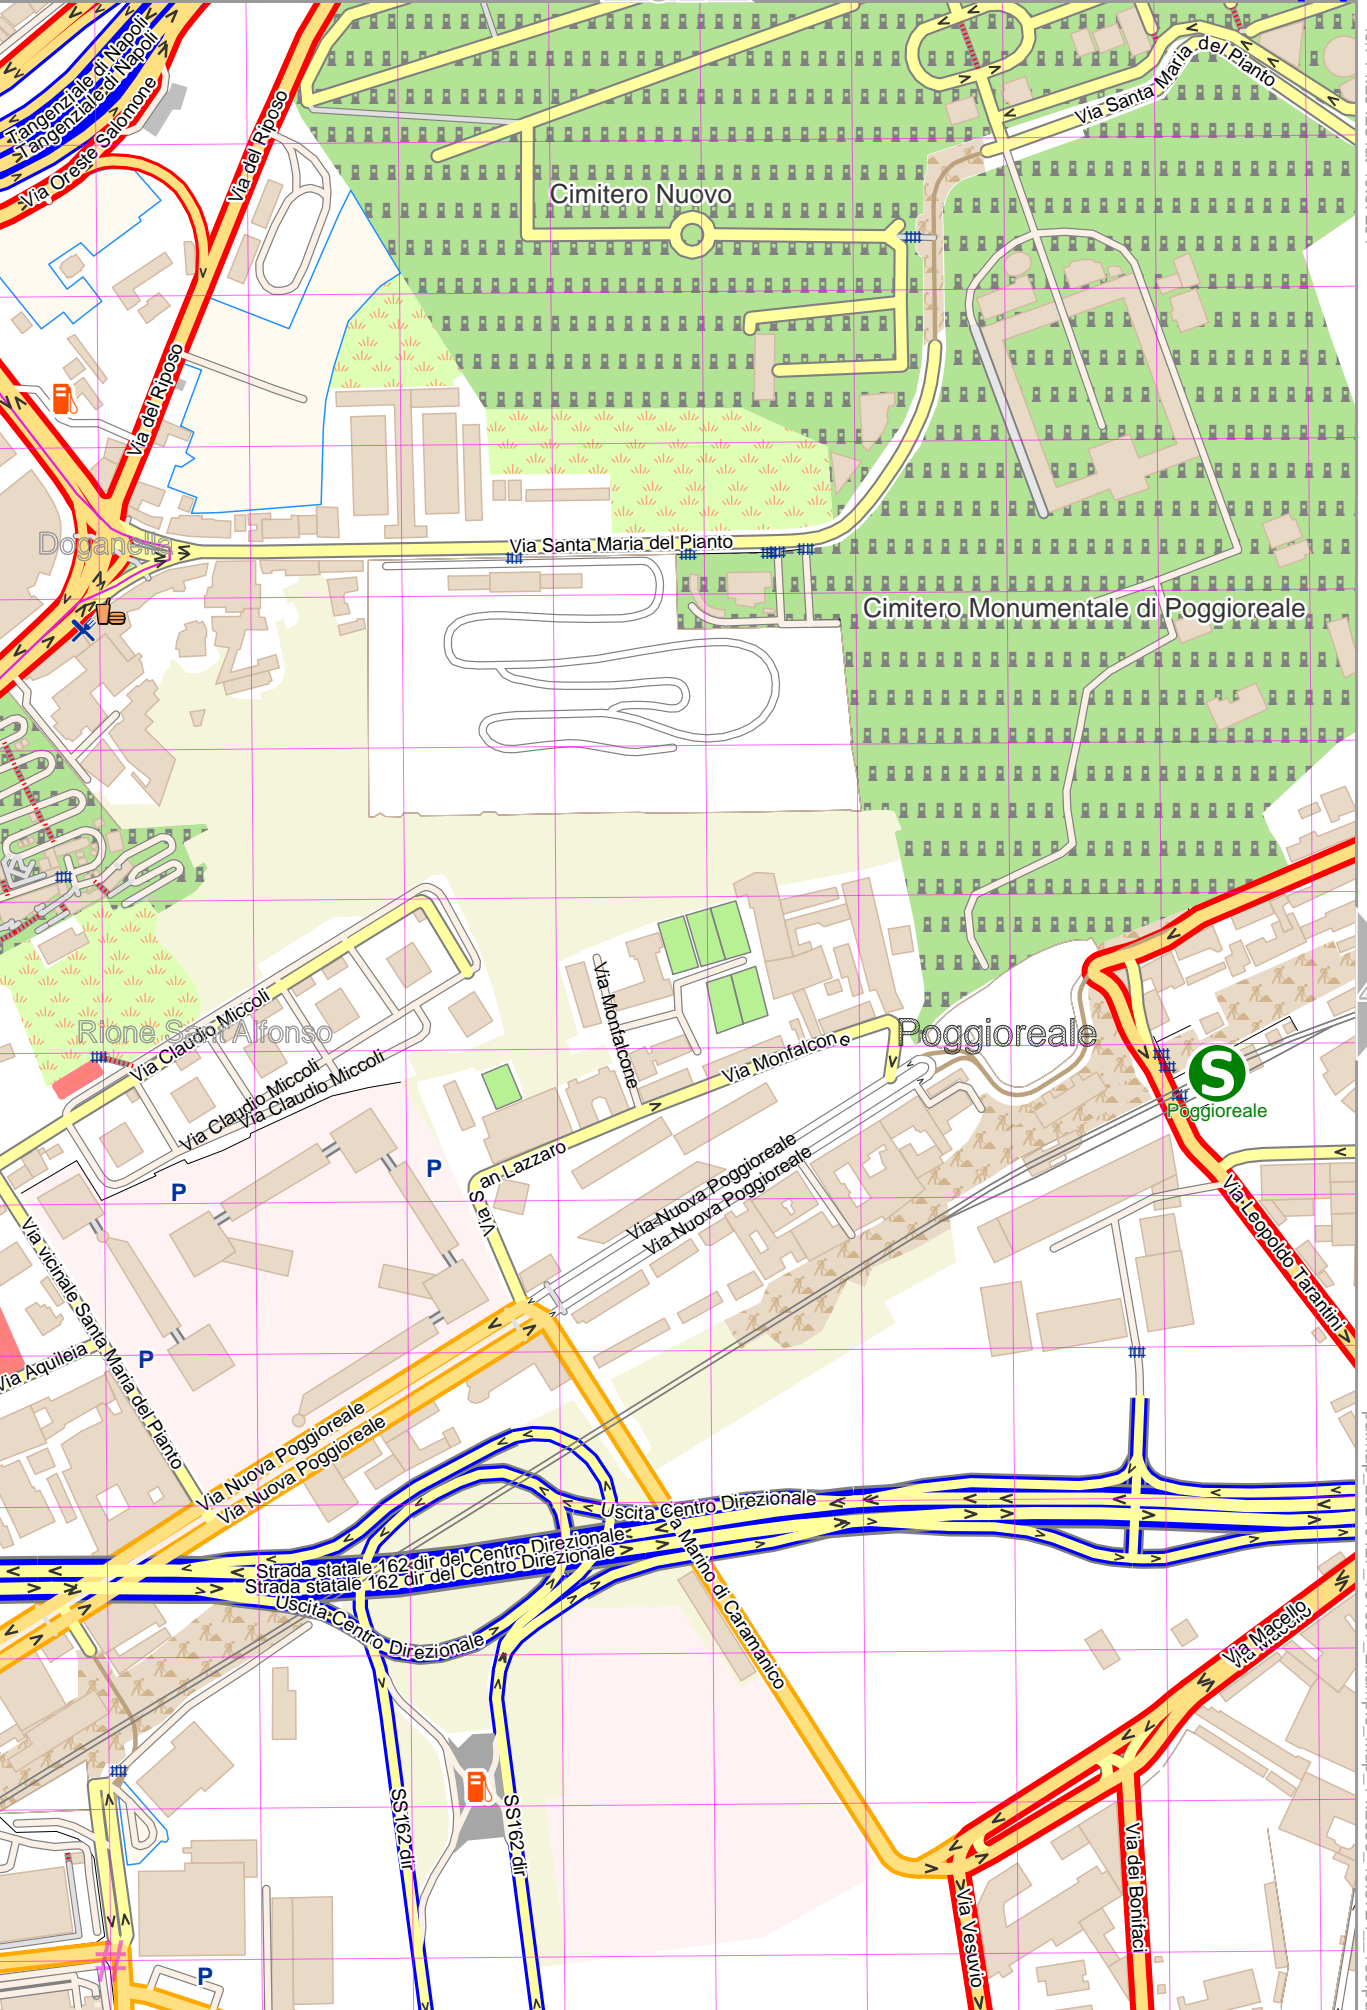 Tangenziale di Napoli
Tangenziale di Napoli
Via Oreste Salomone
Via del Riposo
Via Santa Maria del Pianto
Cimitero Nuovo
Via del Riposo
Doganella
Via Santa Maria del Pianto
Cimitero Monumentale di Poggioreale
Rione Sant'Alfonso
Via Claudio Miccoli
Via Claudio Miccoli
Via Claudio Miccoli
Via Monfalcone
Via Monfalcone
Poggioreale
S
Poggioreale
P
P
Via San Lazzaro
Via Nuova Poggioreale
Via Nuova Poggioreale
Via Leopoldo Tarantini
Via vicinale Santa Maria del Pianto
P
Via Aquileia
Via Nuova Poggioreale
Via Nuova Poggioreale
Uscita Centro Direzionale
Strada statale 162 dir del Centro Direzionale
Strada statale 162 dir del Centro Direzionale
Uscita Centro Direzionale
a Marino di Caramanico
Via Macello
Via Macello
SS162 dir
SS162 dir
Via dei Bonifaci
Via Vesuvio
P